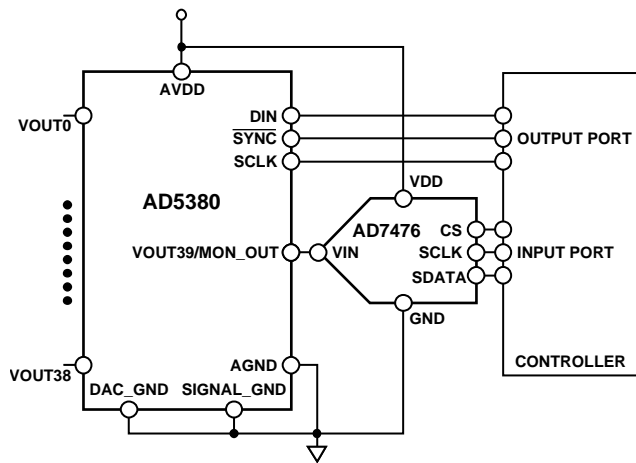 AVDD
VOUT0
DIN
SYNC
OUTPUT PORT
SCLK
VDD
AD5380
AD7476
CS
VOUT39/MON_OUT
VIN
SCLK
INPUT PORT
SDATA
GND
VOUT38
AGND
CONTROLLER
DAC_GND
SIGNAL_GND